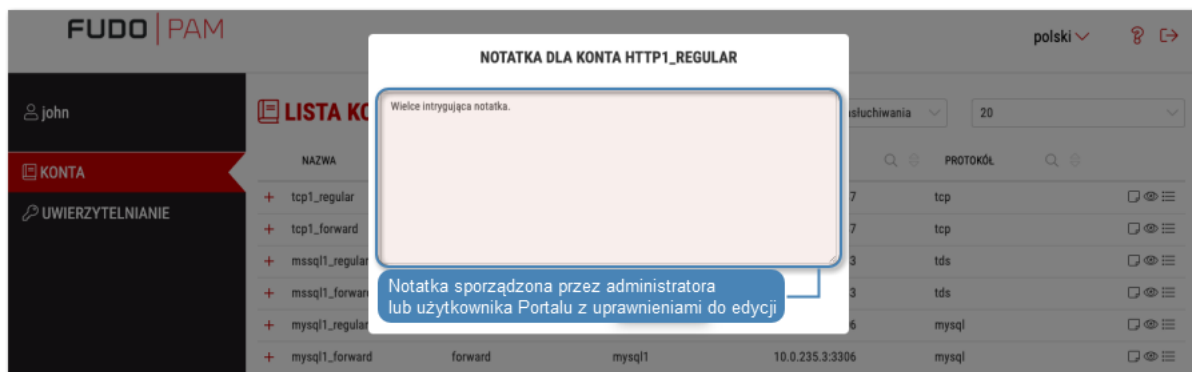 FUDO PAM
polski
NOTATKA DLA KONTA HTTP1_REGULAR
john
LISTA KO
Wielce intrygująca notatka.
słuchiwania
20
KONTA
NAZWA
PROTOKÓŁ
UWIERZYTELNIANIE
+ tcp1_regular 7 tcp
+ tcp1_forward 7 tcp
+ mssql1_regular 3 tds
+ mssql1_forward 3 tds
Notatka sporządzona przez administratora
lub użytkownika Portalu z uprawnieniami do edycji
+ mysql1_regular 6 mysql
+ mysql1_forward forward mysql1 10.0.235.3:3306 mysql